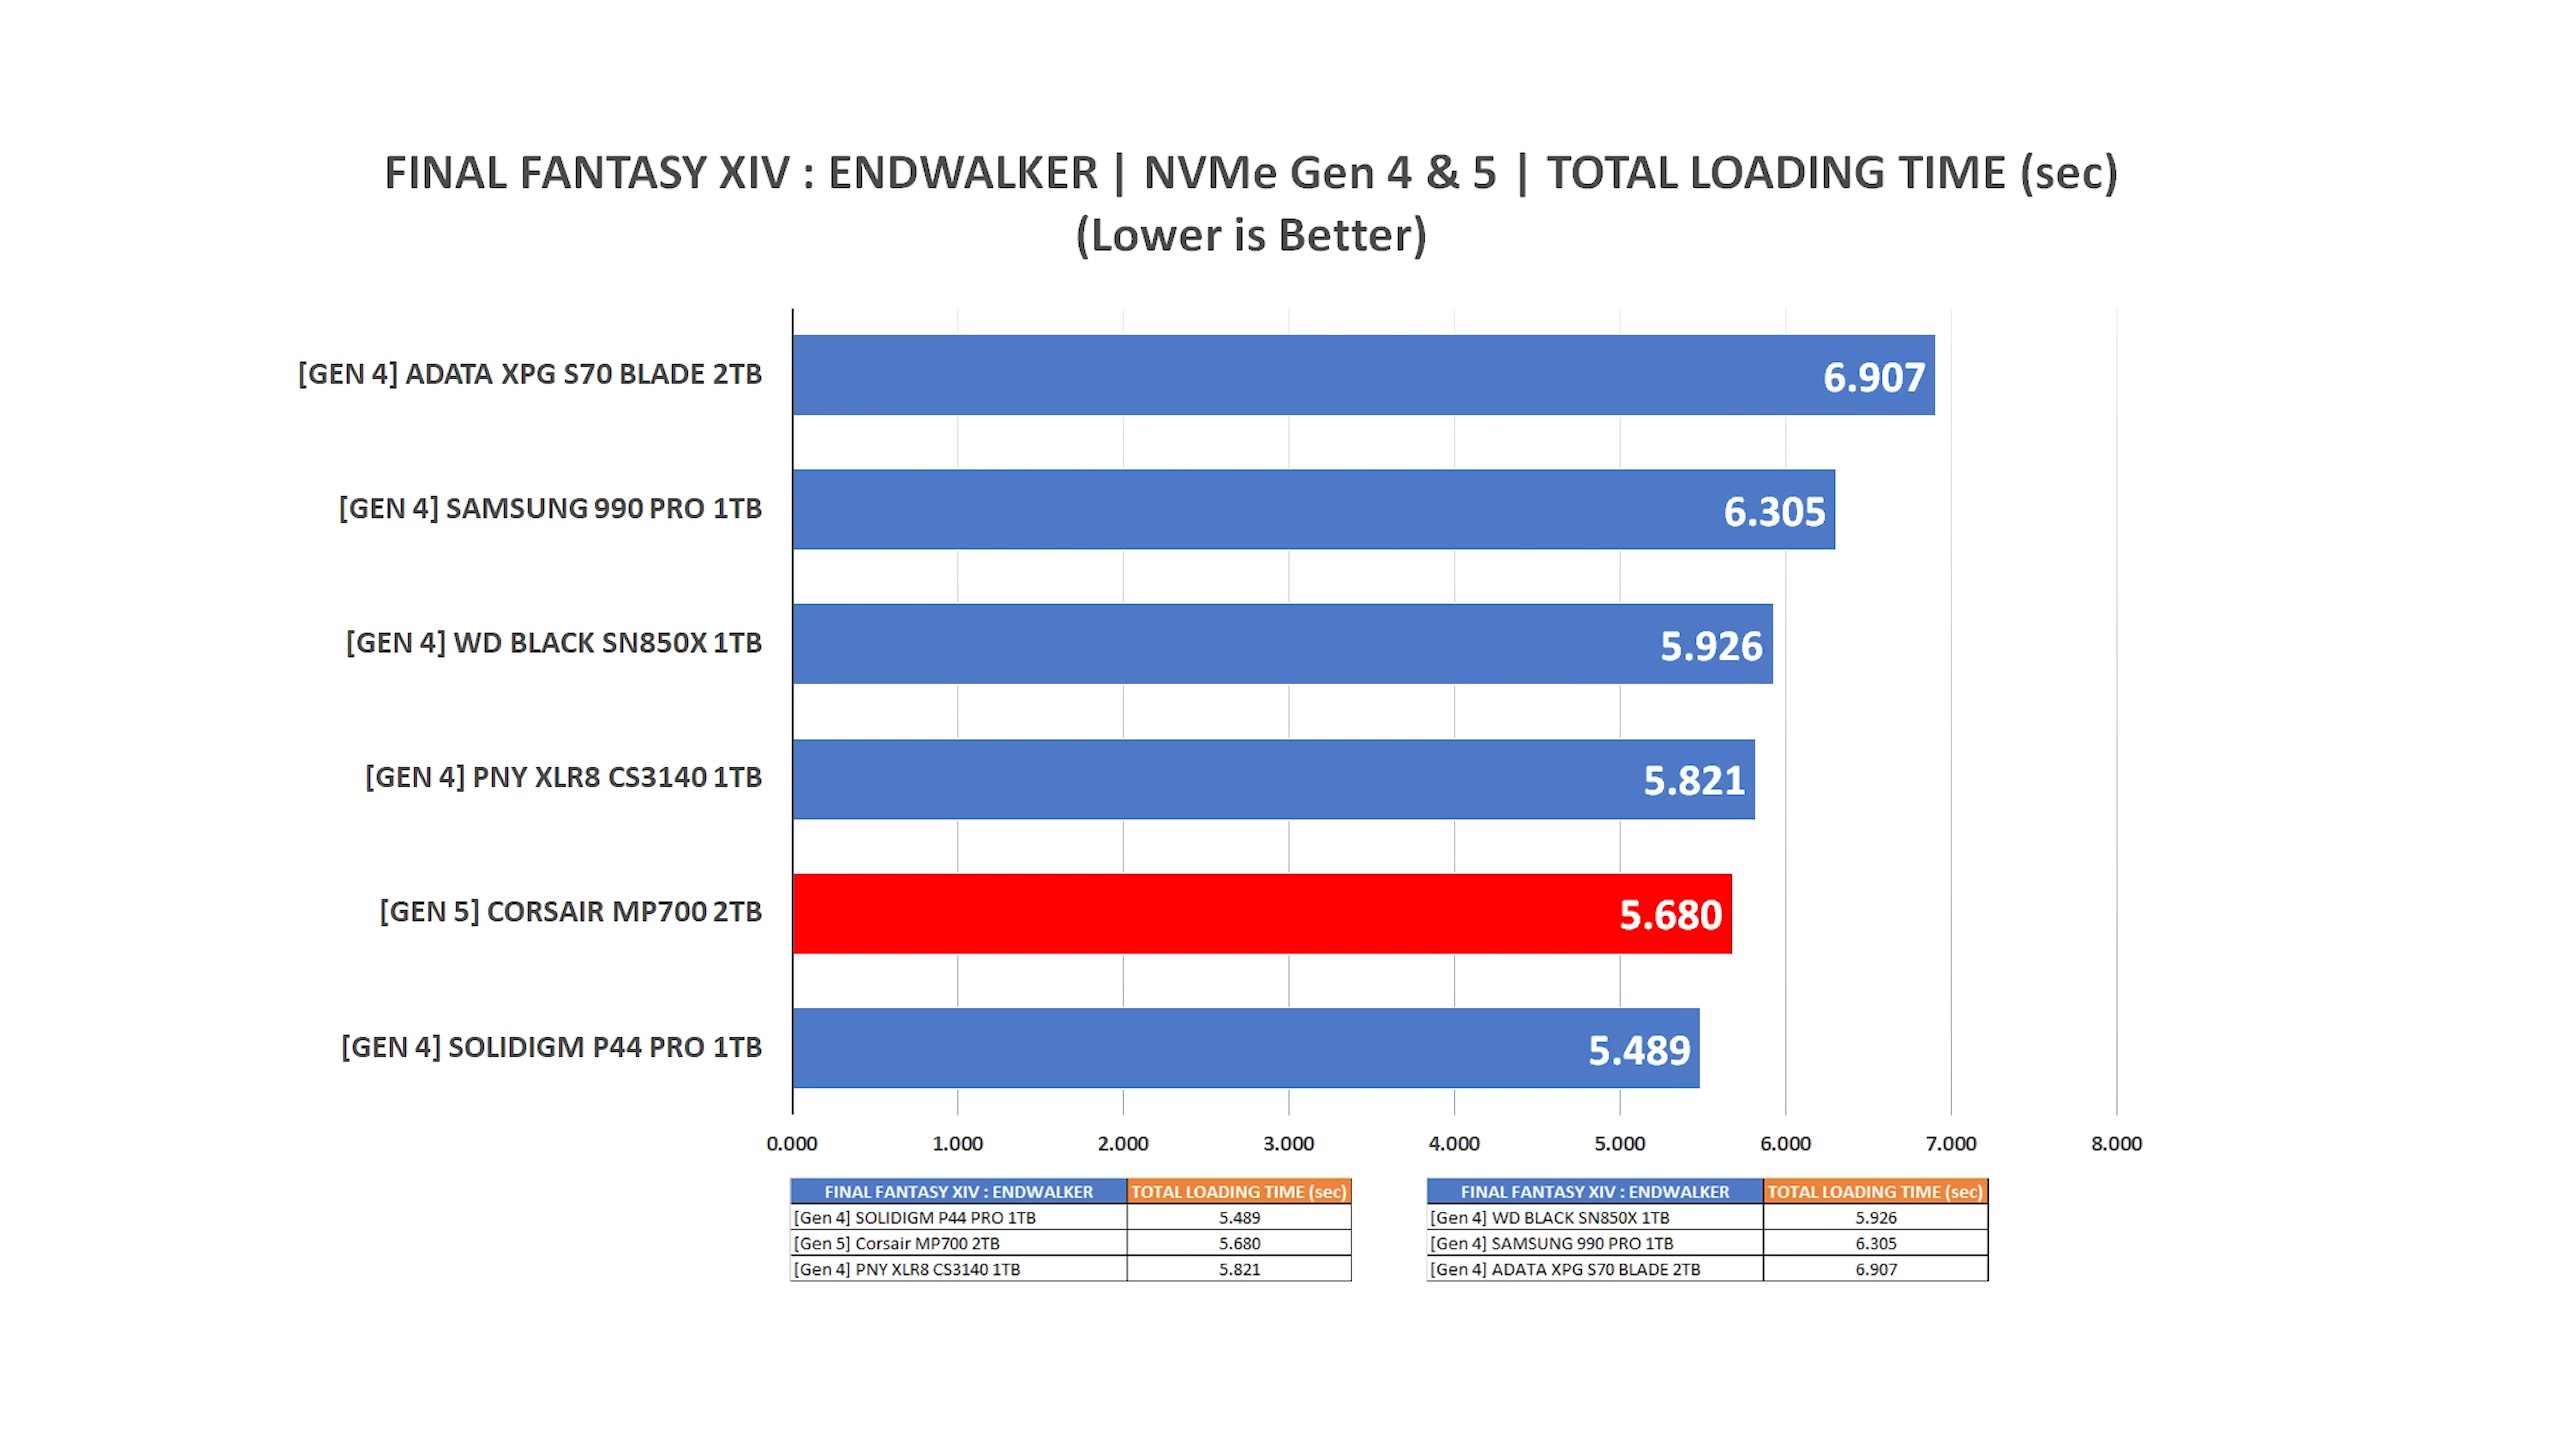 FINAL FANTASY XIV : ENDWALKER | NVMe Gen 4 & 5 | TOTAL LOADING TIME (sec)
(Lower is Better)
[GEN 4] ADATA XPG S70 BLADE 2TB 6.907
[GEN 4] SAMSUNG 990 PRO 1TB 6.305
[GEN 4] WD BLACK SN850X 1TB 5.926
[GEN 4] PNY XLR8 CS3140 1TB 5.821
[GEN 5] CORSAIR MP700 2TB 5.680
[GEN 4] SOLIDIGM P44 PRO 1TB 5.489
0.000 1.000 2.000 3.000 4.000 5.000 6.000 7.000 8.000
FINAL FANTASY XIV : ENDWALKER TOTAL LOADING TIME (sec)
[Gen 4] SOLIDIGM P44 PRO 1TB 5.489
[Gen 5] Corsair MP700 2TB 5.680
[Gen 4] PNY XLR8 CS3140 1TB 5.821
FINAL FANTASY XIV : ENDWALKER TOTAL LOADING TIME (sec)
[Gen 4] WD BLACK SN850X 1TB 5.926
[Gen 4] SAMSUNG 990 PRO 1TB 6.305
[Gen 4] ADATA XPG S70 BLADE 2TB 6.907